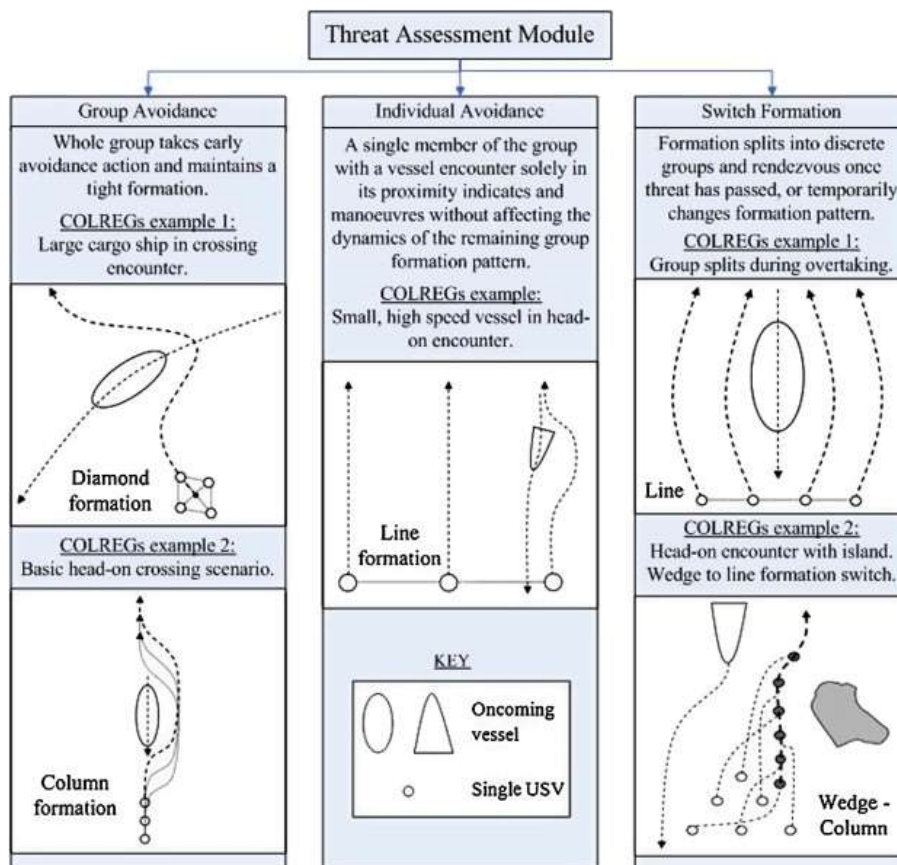 Threat Assessment Module
Group Avoidance
Whole group takes early
avoidance action and maintains a
tight formation.
COLREGs example 1:
Large cargo ship in crossing
encounter.
Diamond
formation
COLREGs example 2:
Basic head-on crossing scenario.
Column
formation
Individual Avoidance
A single member of the group
with a vessel encounter solely in
its proximity indicates and
manoeuvres without affecting the
dynamics of the remaining group
formation pattern.
COLREGs example:
Small, high speed vessel in head-
on encounter.
Line
formation
KEY
Oncoming
vessel
Single USV
Switch Formation
Formation splits into discrete
groups and rendezvous once
threat has passed, or temporarily
changes formation pattern.
COLREGs example 1:
Group splits during overtaking.
Line
COLREGs example 2:
Head-on encounter with island.
Wedge to line formation switch.
Wedge -
Column